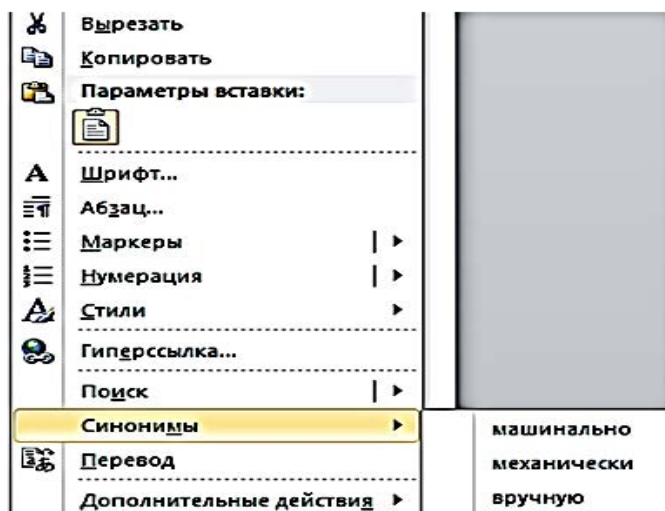 Вырезать
Копировать
Параметры вставки:
Шрифт...
Абзац...
Маркеры
Нумерация
Стили
Гиперссылка...
Поиск
Синонимы
машинально
Перевод
механически
Дополнительные действия
вручную